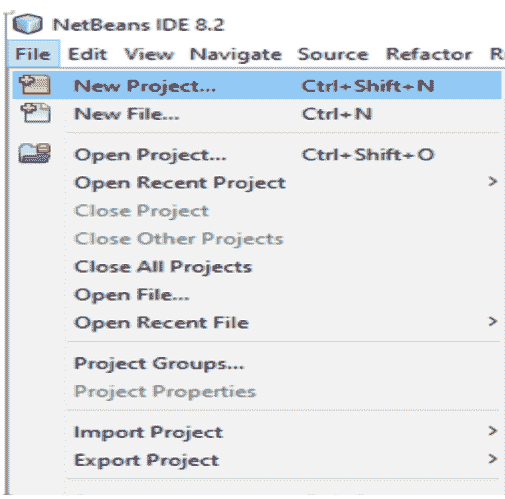 NetBeans IDE 8.2
File Edit View Navigate Source Refactor R
New Project... Ctrl+Shift+N
New File... Ctrl+N
Open Project... Ctrl+Shift+O
Open Recent Project >
Close Project
Close Other Projects
Close All Projects
Open File...
Open Recent File >
Project Groups...
Project Properties
Import Project >
Export Project >